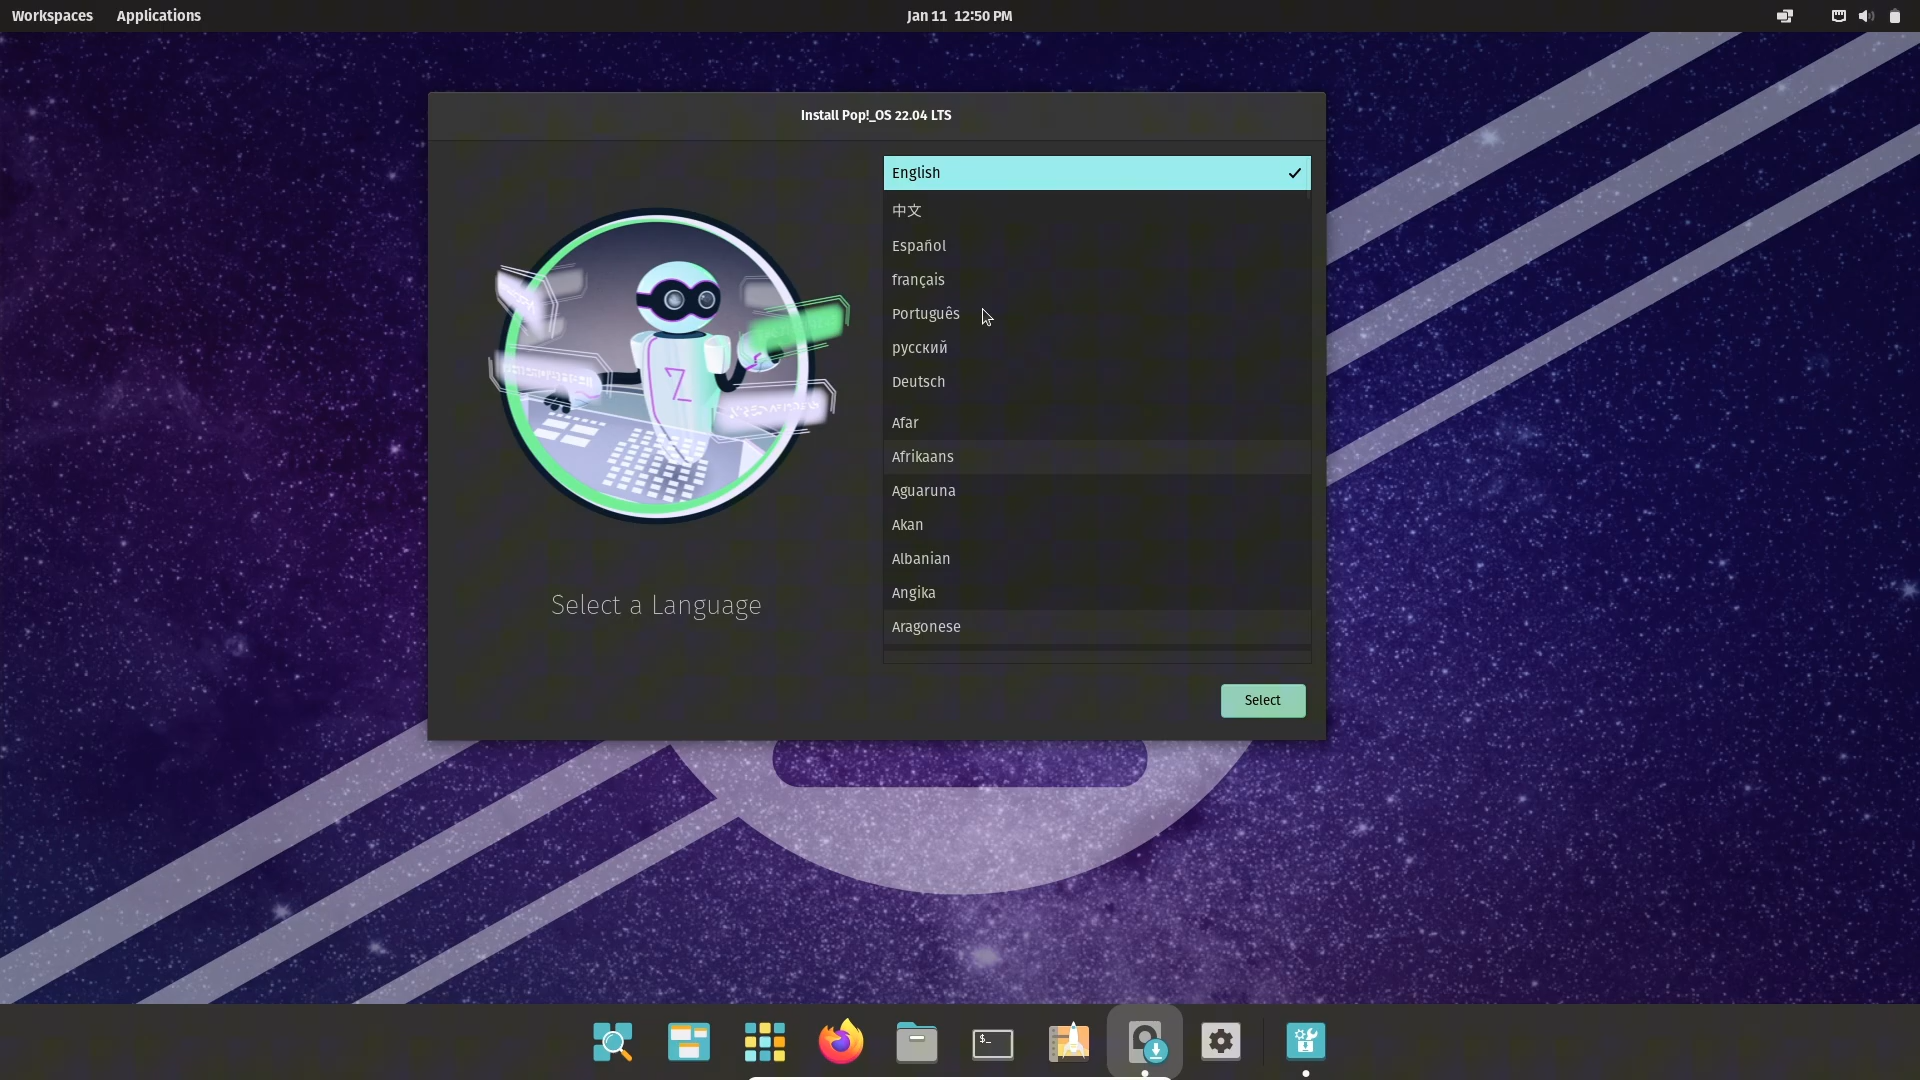 Workspaces Applications Jan 11 12:50 PM
Install Pop!_OS 22.04 LTS
English
中文
Español
français
Português
русский
Deutsch
Afar
Afrikaans
Aguaruna
Akan
Albanian
Angika
Aragonese
Select a Language
Select
$_